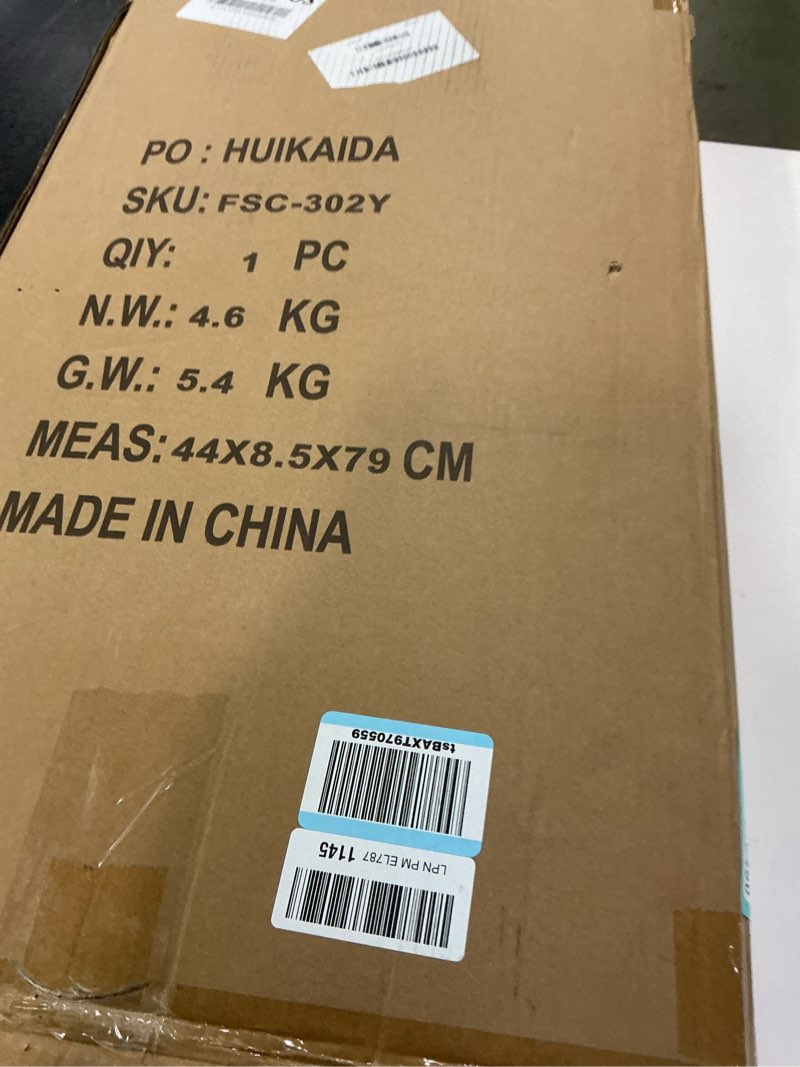 PO : HUIKAIDA
SKU: FSC-302Y
QIY: 1 PC
N.W.: 4.6 KG
G.W.: 5.4 KG
MEAS: 44X8.5X79 CM
MADE IN CHINA
tsBAXT970559
LPN PM EL787 1145